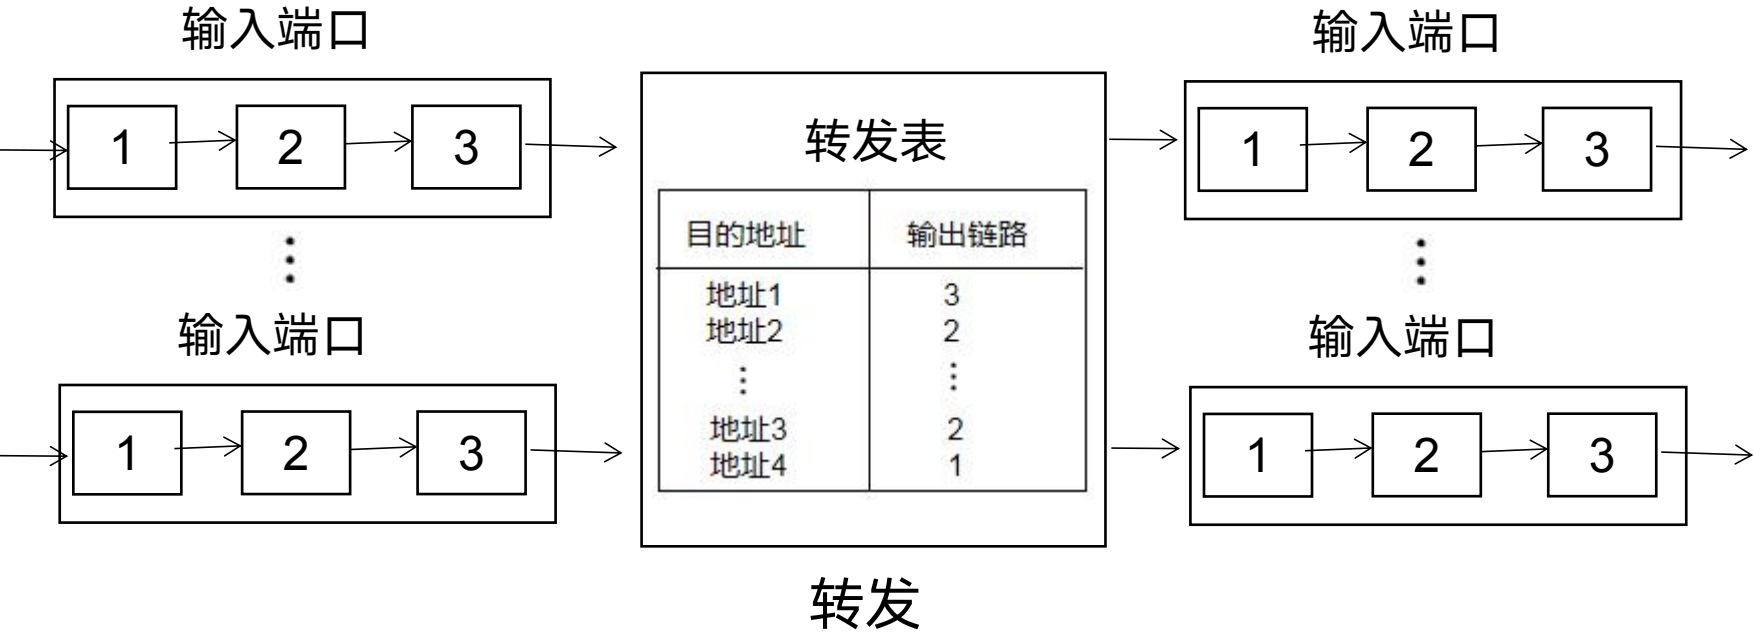 输入端口
1 2 3
输入端口
1 2 3
转发表
目的地址 输出链路
地址1 3
地址2 2
地址3 2
地址4 1
转发
输入端口
1 2 3
输入端口
1 2 3